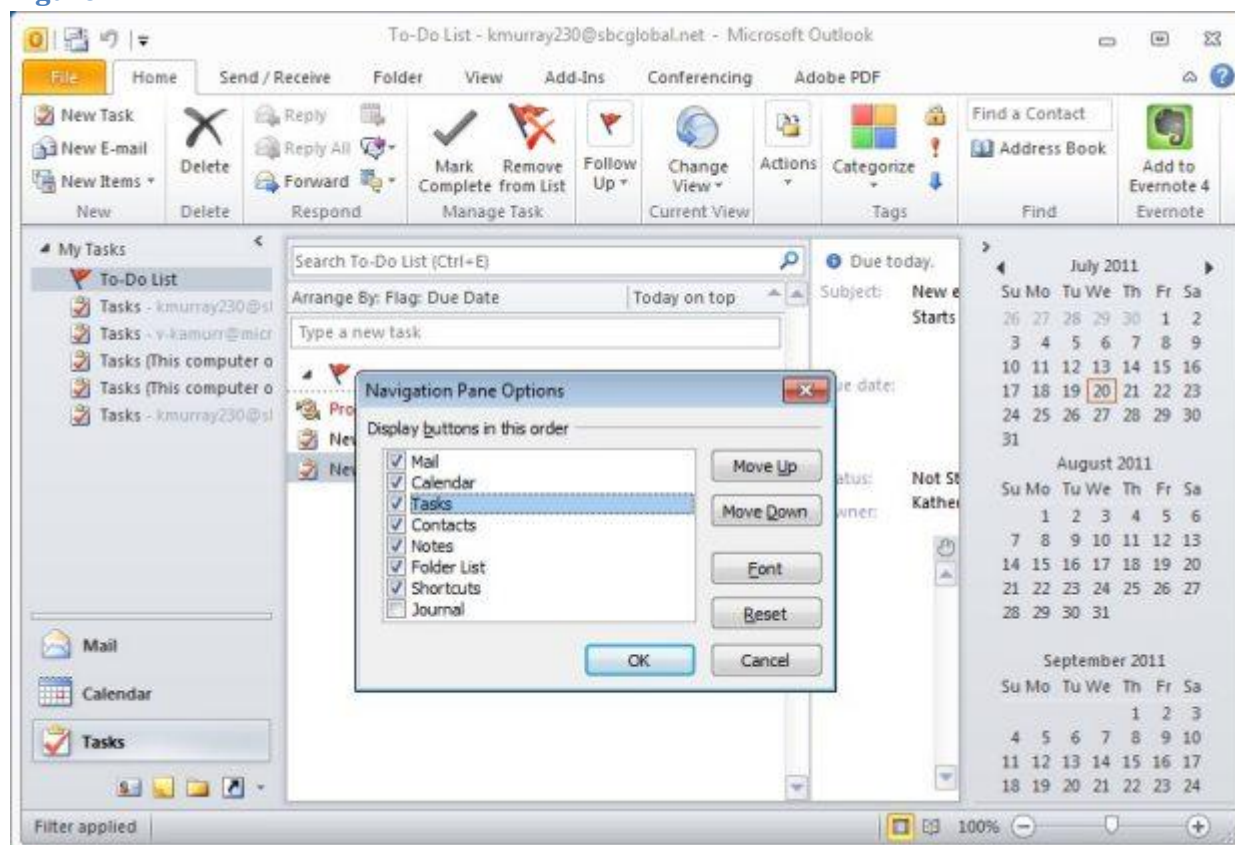 To-Do List - kmurray230@sbcglobal.net - Microsoft Outlook
File Home Send / Receive Folder View Add-Ins Conferencing Adobe PDF
New Task
New E-mail
New Items
New
Delete
Delete
Reply
Reply All
Forward
Respond
Mark Complete
Remove from List
Manage Task
Follow Up
Change View
Current View
Actions
Categorize
Tags
Find a Contact
Address Book
Find
Add to Evernote 4
Evernote
My Tasks
To-Do List
Tasks - kmurray230@s
Tasks - v-kamurr@micr
Tasks (This computer o
Tasks (This computer o
Tasks - kmurray230@s
Mail
Calendar
Tasks
Search To-Do List (Ctrl+E)
Arrange By: Flag: Due Date Today on top
Type a new task
Pro
Ne
Ne
Navigation Pane Options
Display buttons in this order
Mail
Calendar
Tasks
Contacts
Notes
Folder List
Shortcuts
Journal
Move Up
Move Down
Font
Reset
OK
Cancel
Due today.
Subject: New e
Starts
ue date:
atus: Not St
wner: Kather
July 2011
Su Mo Tu We Th Fr Sa
26 27 28 29 30 1 2
3 4 5 6 7 8 9
10 11 12 13 14 15 16
17 18 19 20 21 22 23
24 25 26 27 28 29 30
31
August 2011
Su Mo Tu We Th Fr Sa
1 2 3 4 5 6
7 8 9 10 11 12 13
14 15 16 17 18 19 20
21 22 23 24 25 26 27
28 29 30 31
September 2011
Su Mo Tu We Th Fr Sa
1 2 3
4 5 6 7 8 9 10
11 12 13 14 15 16 17
18 19 20 21 22 23 24
Filter applied
100%